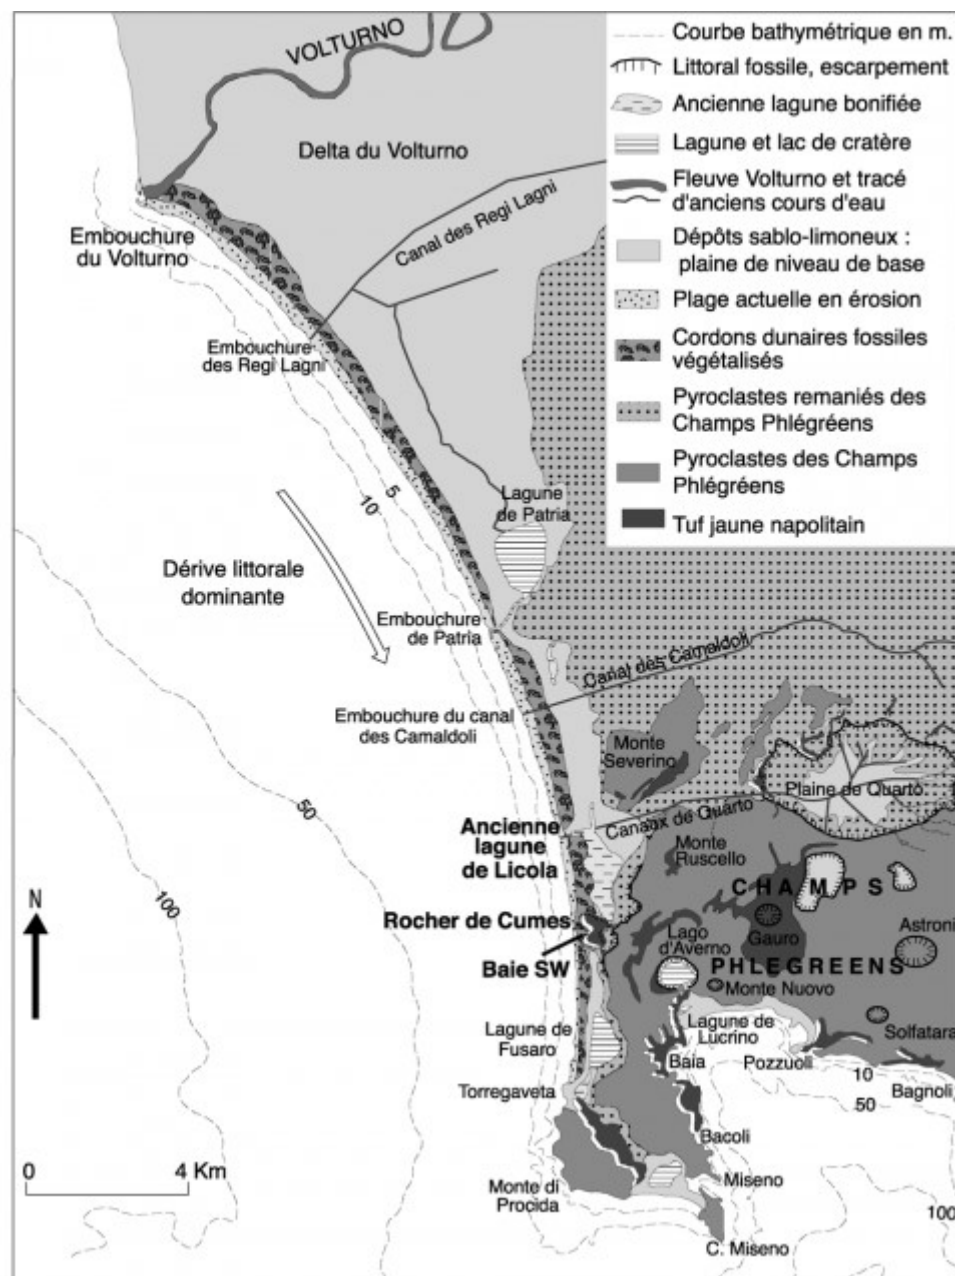 VOLTURNO
Delta du Volturno
Canal des Regi Lagni
Embouchure
du Volturno
Embouchure
des Regi Lagni
5
10
Lagune
de Patria
Dérive littorale
dominante
Embouchure
de Patria
Canal des Camaldoli
Embouchure du canal
des Camaldoli
Monte
Severino
Plaine de Quarto
50
Canaux de Quarto
Ancienne
lagune
de Licola
Monte
Ruscello
100
CHAMPS
N
Rocher de Cumes
Lago
d'Averno
Gauro
Astroni
Baie SW
PHLEGREENS
Monte Nuovo
Lagune de
Fusaro
Lagune de
Lucrino
Solfatara
Baia
Pozzuoli
10
Bagnoli
50
Torregaveta
Bacoli
0 4 Km
Monte di
Procida
Miseno
100
C. Miseno
Courbe bathymétrique en m.
Littoral fossile, escarpement
Ancienne lagune bonifiée
Lagune et lac de cratère
Fleuve Volturno et tracé
d'anciens cours d'eau
Dépôts sablo-limoneux :
plaine de niveau de base
Plage actuelle en érosion
Cordons dunaires fossiles
végétalisés
Pyroclastes remaniés des
Champs Phlégréens
Pyroclastes des Champs
Phlégréens
Tuf jaune napolitain